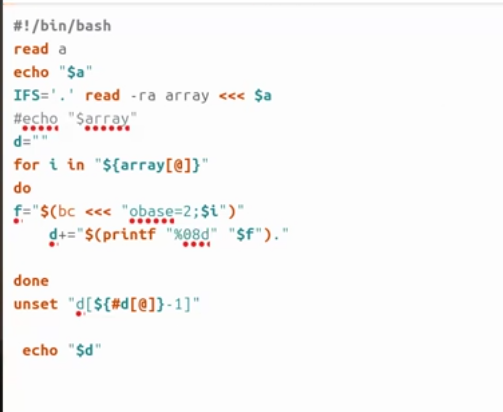 #!/bin/bash
read a
echo "$a"
IFS='.' read -ra array <<< $a
#echo "$array"
d=""
for i in "${array[@]}"
do
f="$(bc <<< "obase=2;$i")"
d+="$(printf "%08d" "$f")."
done
unset "d[${#d[@]}-1]"
echo "$d"